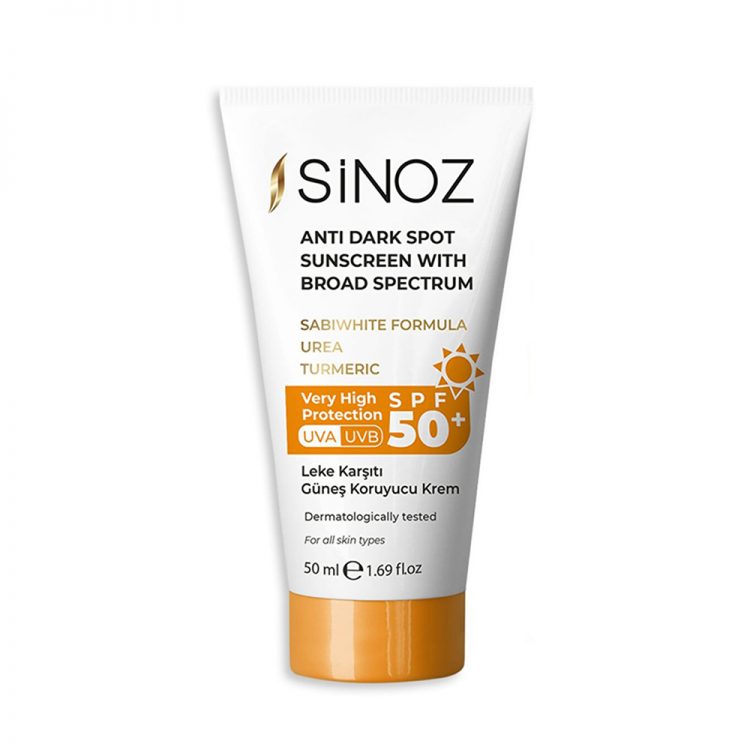 SiNOZ
ANTI DARK SPOT
SUNSCREEN WITH
BROAD SPECTRUM
SABIWHITE FORMULA
UREA
TURMERIC
Very High
Protection
UVA UVB
SPF
50+
Leke Karşıtı
Güneş Koruyucu Krem
Dermatologically tested
For all skin types
50 ml ℮ 1.69 fl.oz